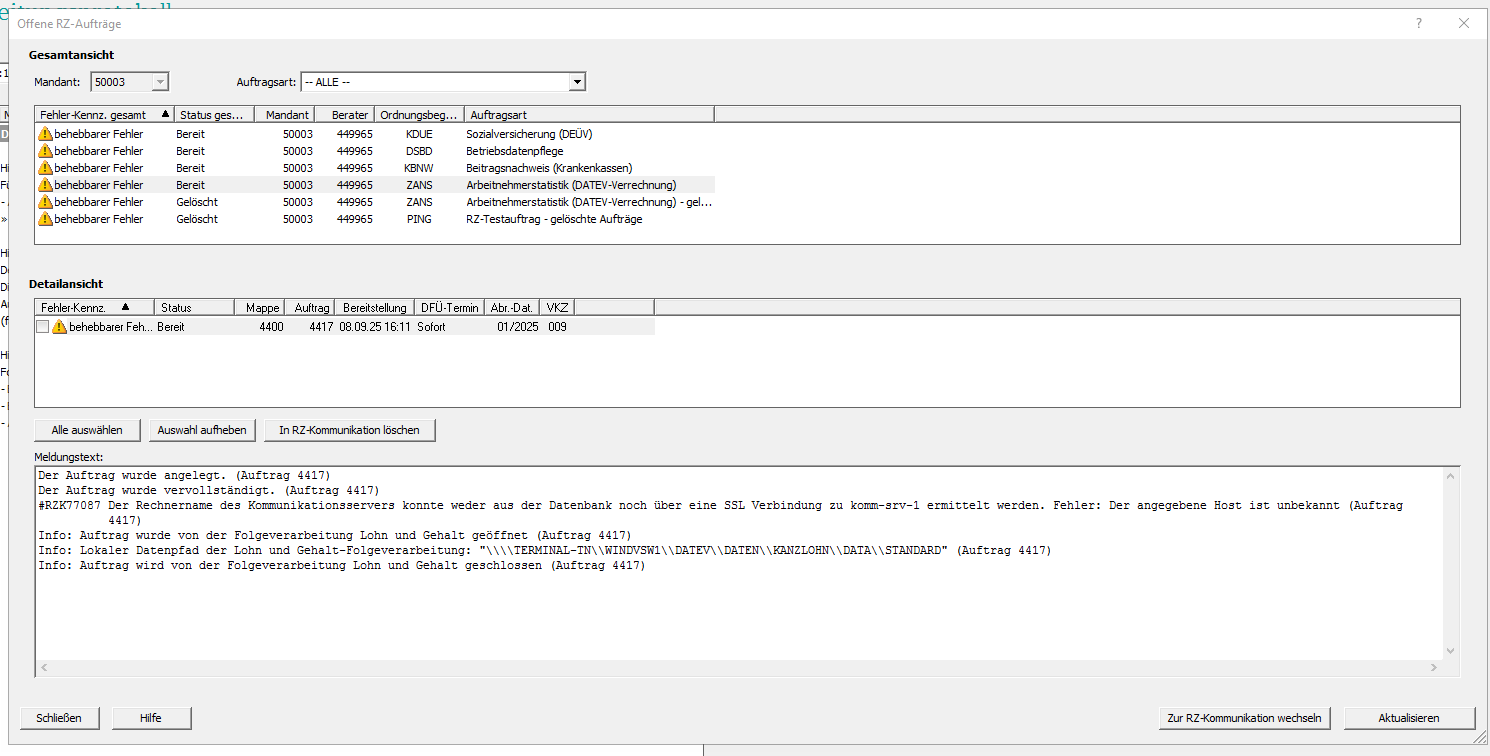 Offene RZ-Aufträge
?
Gesamtansicht
Mandant: 50003 Auftragsart: -- ALLE --
Fehler-Kennz. gesamt Status ges... Mandant Berater Ordnungsbeg... Auftragsart
behebbarer Fehler Bereit 50003 449965 KDUE Sozialversicherung (DEÜV)
behebbarer Fehler Bereit 50003 449965 DSBD Betriebsdatenpflege
behebbarer Fehler Bereit 50003 449965 KBNW Beitragsnachweis (Krankenkassen)
behebbarer Fehler Bereit 50003 449965 ZANS Arbeitnehmerstatistik (DATEV-Verrechnung)
behebbarer Fehler Gelöscht 50003 449965 ZANS Arbeitnehmerstatistik (DATEV-Verrechnung) - gel...
behebbarer Fehler Gelöscht 50003 449965 PING RZ-Testauftrag - gelöschte Aufträge
Detailansicht
Fehler-Kennz. Status Mappe Auftrag Bereitstellung DFÜ-Termin Abr.-Dat. VKZ
behebbarer Feh... Bereit 4400 4417 08.09.25 16:11 Sofort 01/2025 009
Alle auswählen Auswahl aufheben In RZ-Kommunikation löschen
Meldungstext:
Der Auftrag wurde angelegt. (Auftrag 4417)
Der Auftrag wurde vervollständigt. (Auftrag 4417)
#RZK77087 Der Rechnername des Kommunikationsservers konnte weder aus der Datenbank noch über eine SSL Verbindung zu komm-srv-1 ermittelt werden. Fehler: Der angegebene Host ist unbekannt (Auftrag
4417)
Info: Auftrag wurde von der Folgeverarbeitung Lohn und Gehalt geöffnet (Auftrag 4417)
Info: Lokaler Datenpfad der Lohn und Gehalt-Folgeverarbeitung: "\\\\TERMINAL-TN\\WINDVSW1\\DATEV\\DATEN\\KANZLOHN\\DATA\\STANDARD" (Auftrag 4417)
Info: Auftrag wird von der Folgeverarbeitung Lohn und Gehalt geschlossen (Auftrag 4417)
Schließen Hilfe Zur RZ-Kommunikation wechseln Aktualisieren